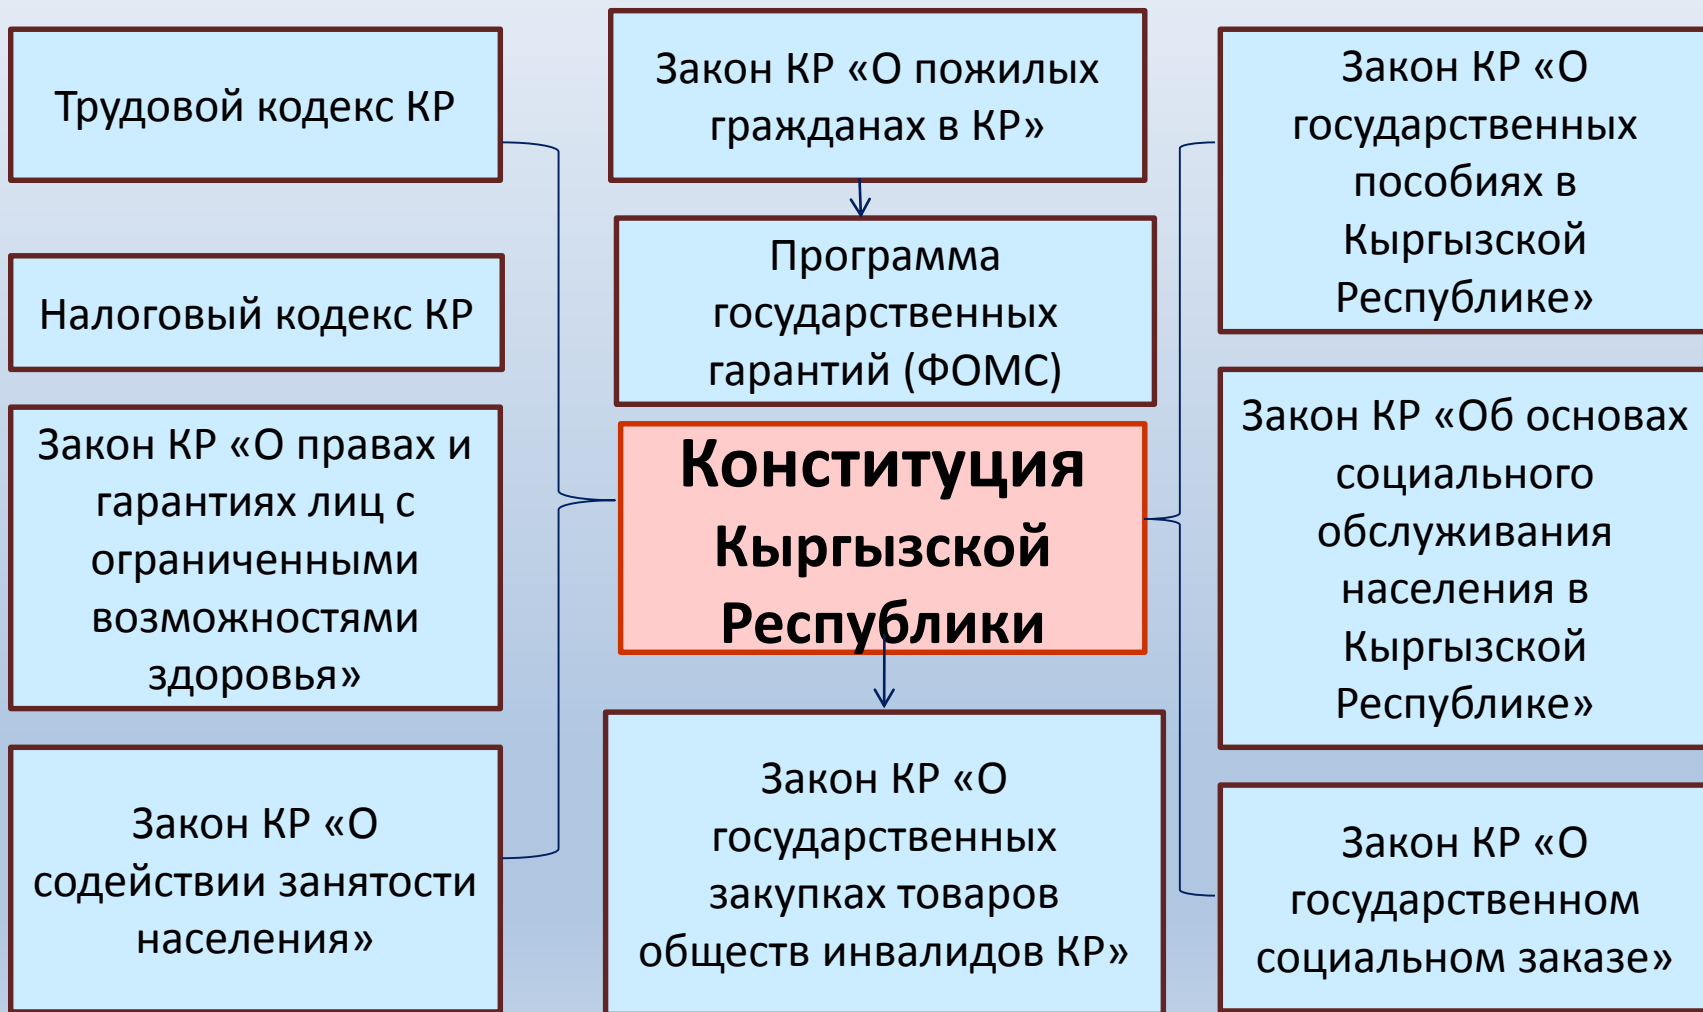 Трудовой кодекс КР
Налоговый кодекс КР
Закон КР «О правах и
гарантиях лиц с
ограниченными
возможностями
здоровья»
Закон КР «О
содействии занятости
населения»
Закон КР «О пожилых
гражданах в КР»
Программа
государственных
гарантий (ФОМС)
Конституция
Кыргызской
Республики
Закон КР «О
государственных
закупках товаров
обществ инвалидов КР»
Закон КР «О
государственных
пособиях в
Кыргызской
Республике»
Закон КР «Об основах
социального
обслуживания
населения в
Кыргызской
Республике»
Закон КР «О
государственном
социальном заказе»